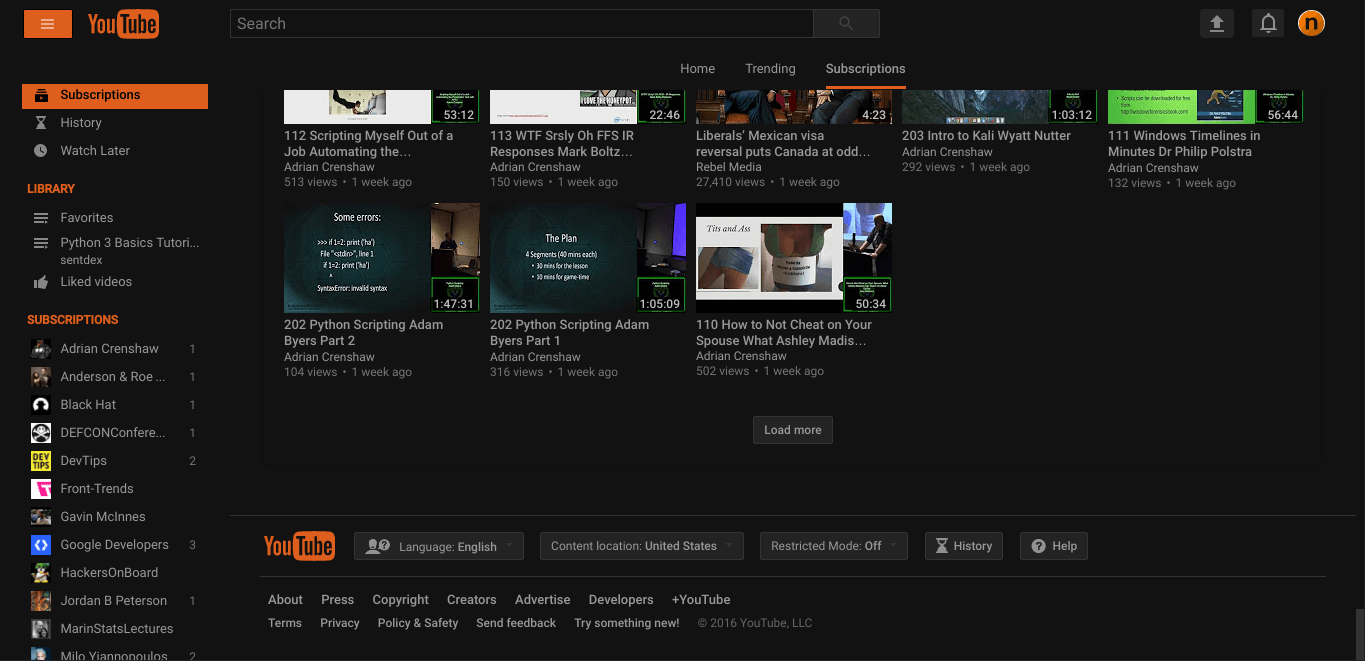 YouTube
Search
n
Home Trending Subscriptions
Subscriptions
History
Watch Later
LIBRARY
Favorites
Python 3 Basics Tutori...
sentdex
Liked videos
SUBSCRIPTIONS
Adrian Crenshaw 1
Anderson & Roe ... 1
Black Hat 1
DEFCONConfere... 1
DEV TIPS
DevTips 2
Front-Trends
Gavin McInnes
Google Developers 3
HackersOnBoard
Jordan B Peterson 1
MarinStatsLectures
Milo Yiannopoulos 2
53:12
112 Scripting Myself Out of a
Job Automating the...
Adrian Crenshaw
513 views • 1 week ago
I LOVE THE HONEYPOT...
22:46
113 WTF Srsly Oh FFS IR
Responses Mark Boltz...
Adrian Crenshaw
150 views • 1 week ago
4:23
Liberals' Mexican visa
reversal puts Canada at odd...
Rebel Media
27,410 views • 1 week ago
1:03:12
203 Intro to Kali Wyatt Nutter
Adrian Crenshaw
292 views • 1 week ago
Scripts can be downloaded for free
from
56:44
111 Windows Timelines in
Minutes Dr Philip Polstra
Adrian Crenshaw
132 views • 1 week ago
Some errors:
>>> if 1=2: print ('ha')
File "<stdin>", line 1
if 1=2: print ('ha')
^
SyntaxError: invalid syntax
1:47:31
202 Python Scripting Adam
Byers Part 2
Adrian Crenshaw
104 views • 1 week ago
The Plan
4 Segments (40 mins each)
• 30 mins for the lesson
• 10 mins for game-time
1:05:09
202 Python Scripting Adam
Byers Part 1
Adrian Crenshaw
316 views • 1 week ago
Tits and Ass
50:34
110 How to Not Cheat on Your
Spouse What Ashley Madis...
Adrian Crenshaw
502 views • 1 week ago
Load more
YouTube
Language: English
Content location: United States
Restricted Mode: Off
History
Help
About Press Copyright Creators Advertise Developers +YouTube
Terms Privacy Policy & Safety Send feedback Try something new! © 2016 YouTube, LLC